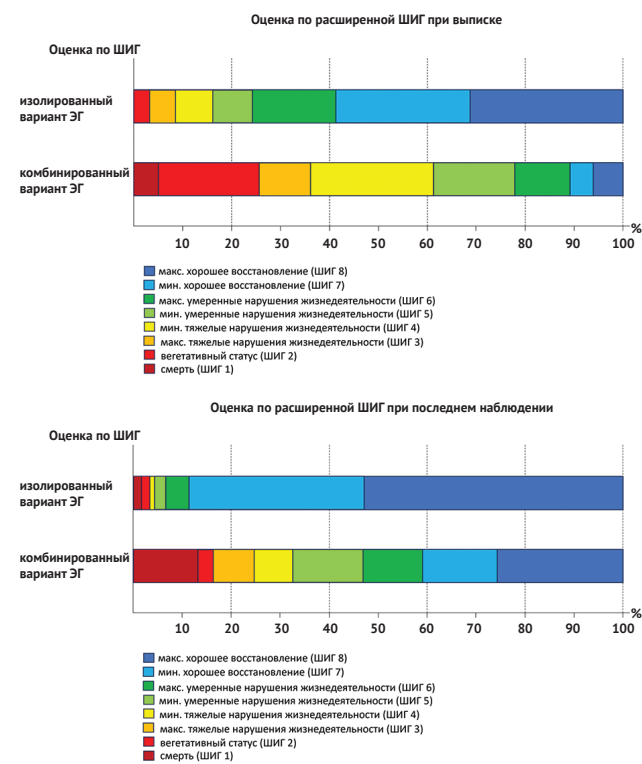 Оценка по расширенной ШИГ при выписке
Оценка по ШИГ
изолированный
вариант ЭГ
комбинированный
вариант ЭГ
%
10 20 30 40 50 60 70 80 90 100
макс. хорошее восстановление (ШИГ 8)
мин. хорошее восстановление (ШИГ 7)
макс. умеренные нарушения жизнедеятельности (ШИГ 6)
мин. умеренные нарушения жизнедеятельности (ШИГ 5)
мин. тяжелые нарушения жизнедеятельности (ШИГ 4)
макс. тяжелые нарушения жизнедеятельности (ШИГ 3)
вегетативный статус (ШИГ 2)
смерть (ШИГ 1)
Оценка по расширенной ШИГ при последнем наблюдении
Оценка по ШИГ
изолированный
вариант ЭГ
комбинированный
вариант ЭГ
%
10 20 30 40 50 60 70 80 90 100
макс. хорошее восстановление (ШИГ 8)
мин. хорошее восстановление (ШИГ 7)
макс. умеренные нарушения жизнедеятельности (ШИГ 6)
мин. умеренные нарушения жизнедеятельности (ШИГ 5)
мин. тяжелые нарушения жизнедеятельности (ШИГ 4)
макс. тяжелые нарушения жизнедеятельности (ШИГ 3)
вегетативный статус (ШИГ 2)
смерть (ШИГ 1)